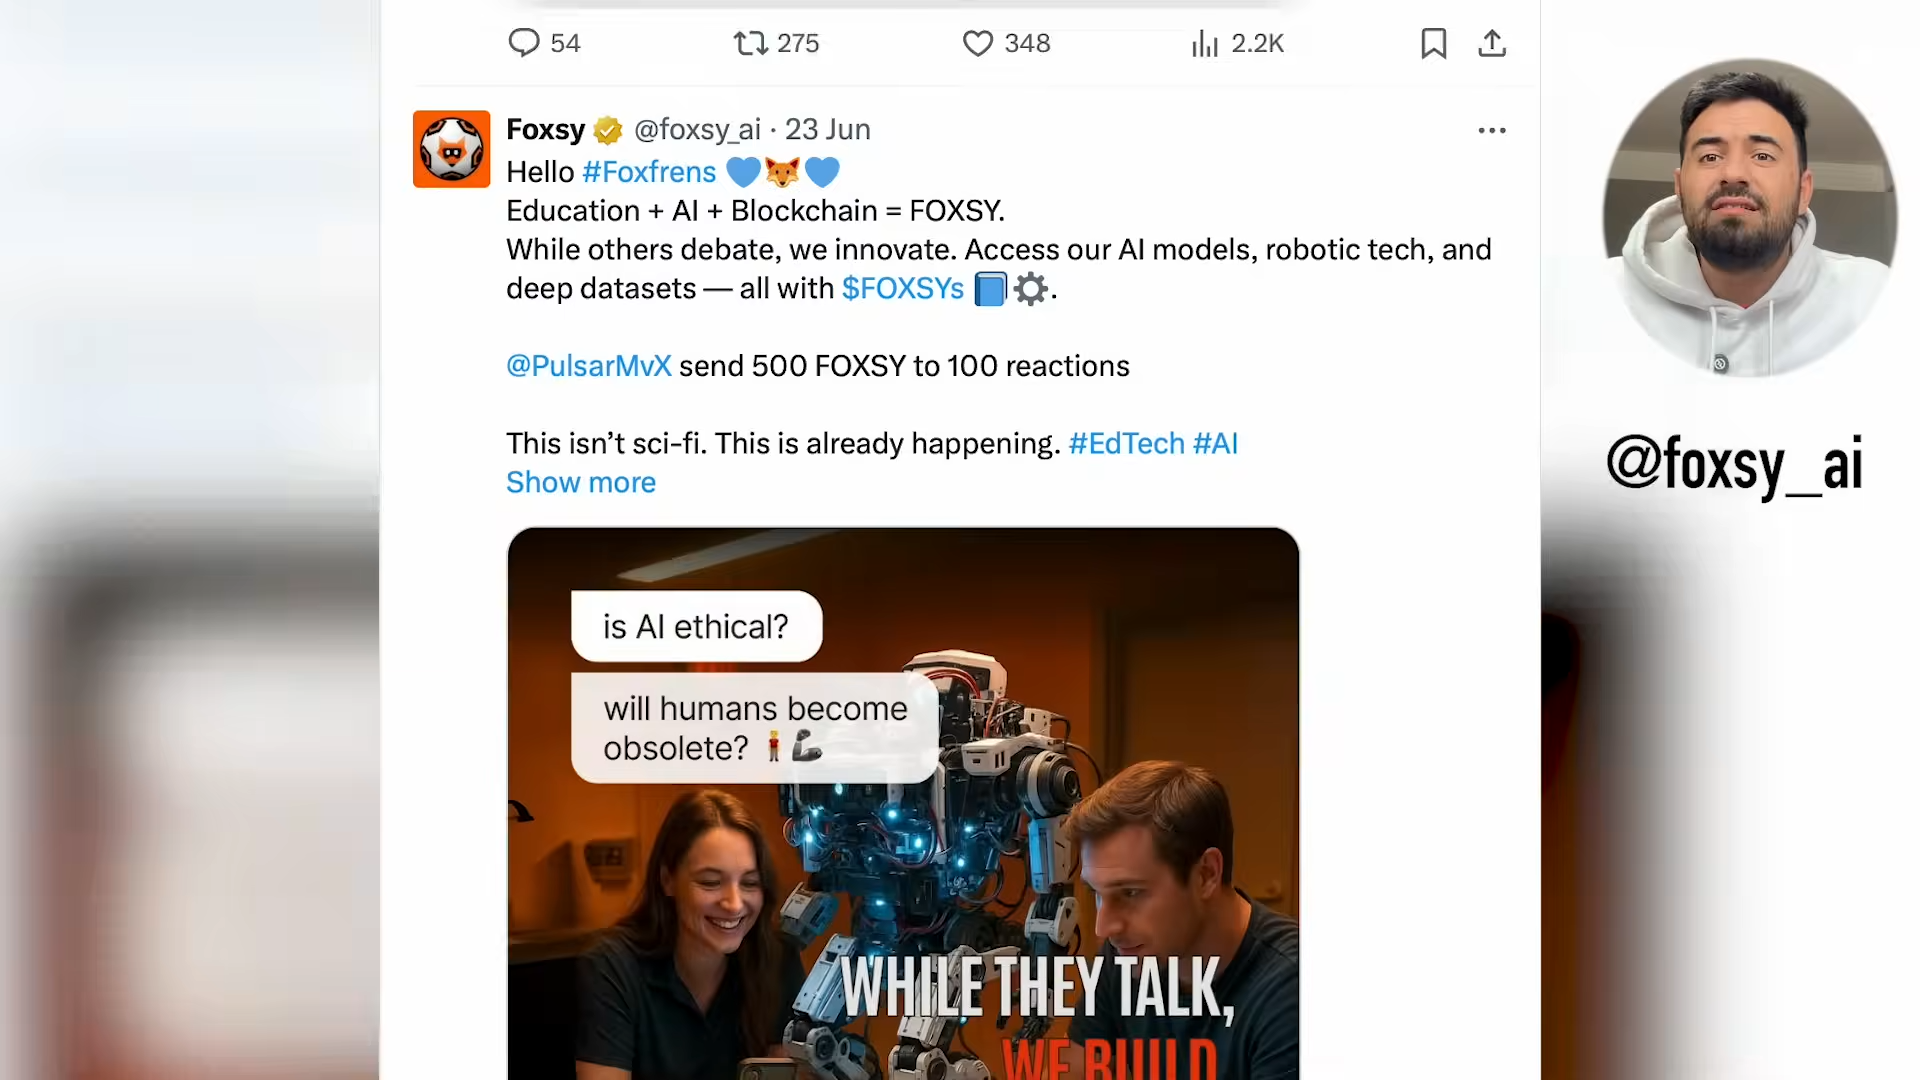 54 275 348 2.2K
Foxsy @foxsy_ai · 23 Jun
Hello #Foxfrens 💙🦊💙
Education + AI + Blockchain = FOXSY.
While others debate, we innovate. Access our AI models, robotic tech, and
deep datasets — all with $FOXSYs 📘⚙️.
@PulsarMvX send 500 FOXSY to 100 reactions
This isn’t sci-fi. This is already happening. #EdTech #AI
Show more
is AI ethical?
will humans become
obsolete? 🧍🦾
WHILE THEY TALK,
WE BUILD
@foxsy_ai